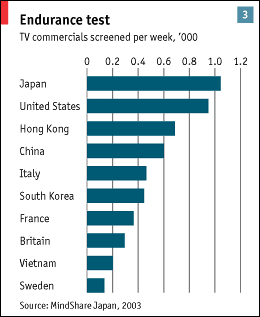 Endurance test
3
TV commercials screened per week, ’000
0 0.2 0.4 0.6 0.8 1.0 1.2
Japan
United States
Hong Kong
China
Italy
South Korea
France
Britain
Vietnam
Sweden
Source: MindShare Japan, 2003